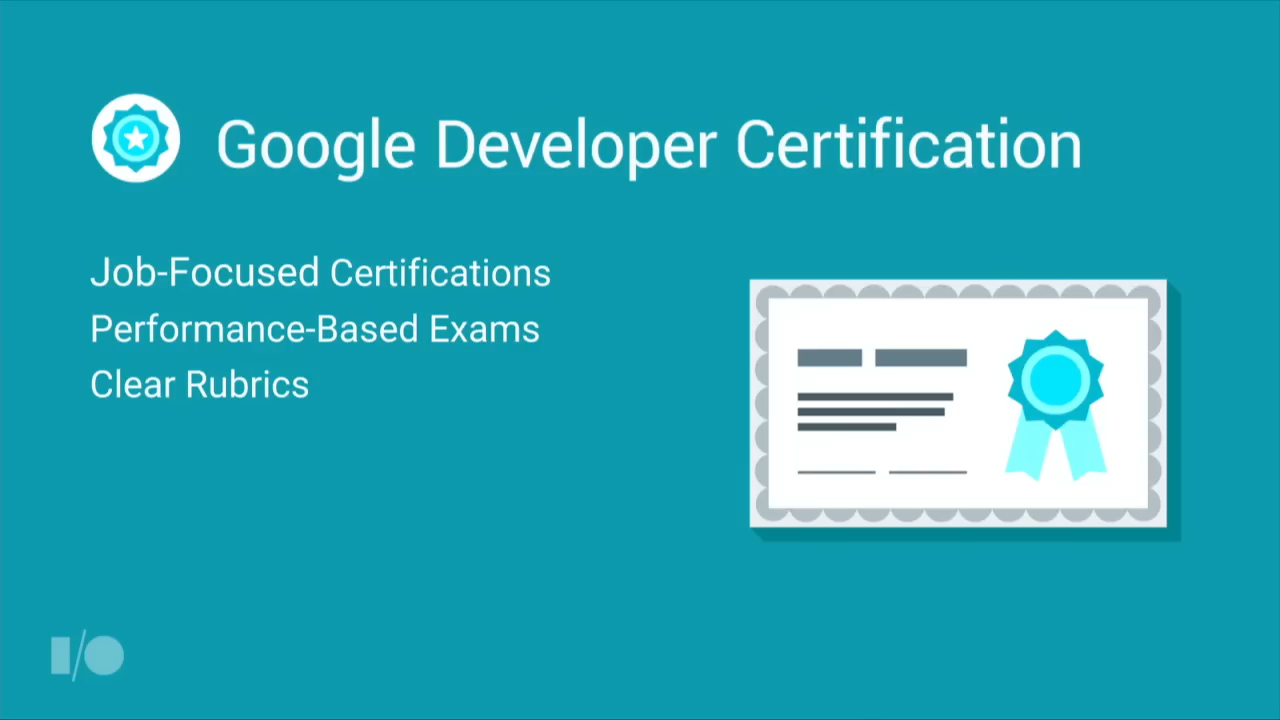 Google Developer Certification
Job-Focused Certifications
Performance-Based Exams
Clear Rubrics
I/O